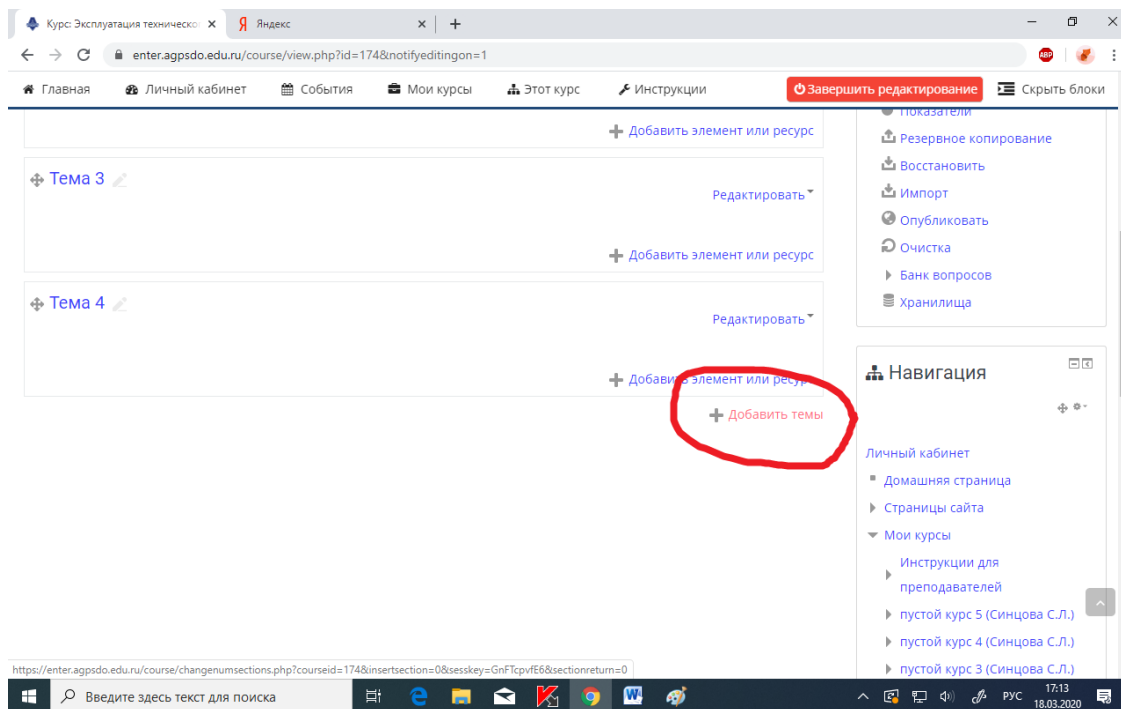 Курс: Эксплуатация техническо
Я Яндекс
enter.agpsdo.edu.ru/course/view.php?id=174&notifyeditingon=1
ABP
Главная Личный кабинет События Мои курсы Этот курс Инструкции Завершить редактирование Скрыть блоки
Добавить элемент или ресурс
Тема 3
Редактировать
Добавить элемент или ресурс
Тема 4
Редактировать
Добавить элемент или ресурс
Добавить темы
Показатели
Резервное копирование
Восстановить
Импорт
Опубликовать
Очистка
Банк вопросов
Хранилища
Навигация
Личный кабинет
Домашняя страница
Страницы сайта
Мои курсы
Инструкции для
преподавателей
пустой курс 5 (Синцова С.Л.)
пустой курс 4 (Синцова С.Л.)
пустой курс 3 (Синцова С.Л.)
https://enter.agpsdo.edu.ru/course/changenumsections.php?courseid=174&insertsection=0&sesskey=GnFTcpvfE6&sectionreturn=0
Введите здесь текст для поиска
РУС
17:13
18.03.2020